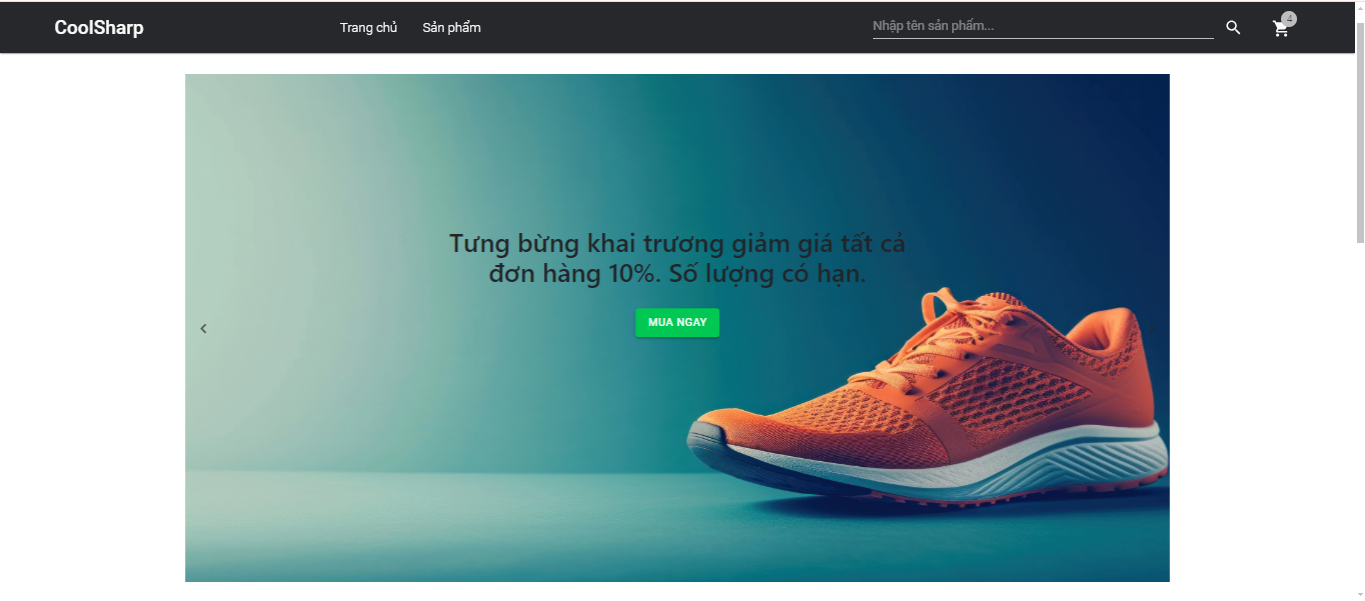 CoolSharp
Trang chủ
Sản phẩm
Nhập tên sản phẩm...
4
Tưng bừng khai trương giảm giá tất cả
đơn hàng 10%. Số lượng có hạn.
MUA NGAY